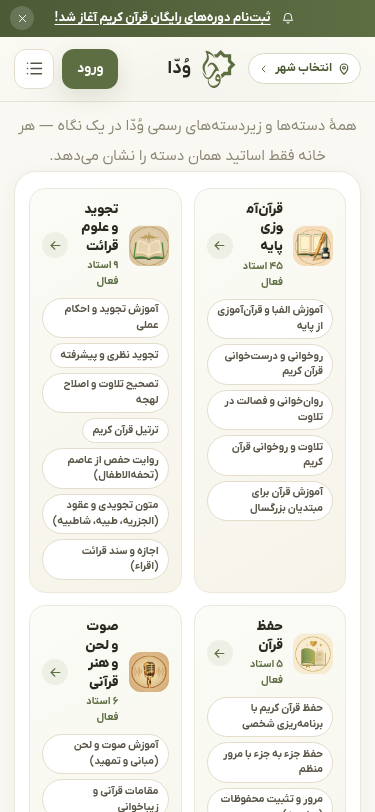 ثبت‌نام دوره‌های رایگان قرآن کریم آغاز شد!
انتخاب شهر
وُدّا
ورود
همهٔ دسته‌ها و زیردسته‌های رسمی وُدّا در یک نگاه — هر
خانه فقط اساتید همان دسته را نشان می‌دهد.
قرآن‌آمو
وزی
پایه
۴۵ استاد
فعال
آموزش الفبا و قرآن‌آموزی
از پایه
روخوانی و درست‌خوانی
قرآن کریم
روان‌خوانی و فصالت در
تلاوت
تلاوت و روخوانی قرآن
کریم
آموزش قرآن برای
مبتدیان بزرگسال
تجوید
و علوم
قرائت
۹ استاد
فعال
آموزش تجوید و احکام
عملی
تجوید نظری و پیشرفته
تصحیح تلاوت و اصلاح
لهجه
ترتیل قرآن کریم
روایت حفص از عاصم
(تحفه‌الاطفال)
متون تجویدی و عقود
(الجزریه، طیبه، شاطبیه)
اجازه و سند قرائت
(اقراء)
حفظ
قرآن
۵ استاد
فعال
حفظ قرآن کریم با
برنامه‌ریزی شخصی
حفظ جزء به جزء با مرور
منظم
مرور و تثبیت محفوظات
صوت
و لحن
و هنر
قرآنی
۶ استاد
فعال
آموزش صوت و لحن
(مبانی و تمهید)
مقامات قرآنی و
زیباخوانی